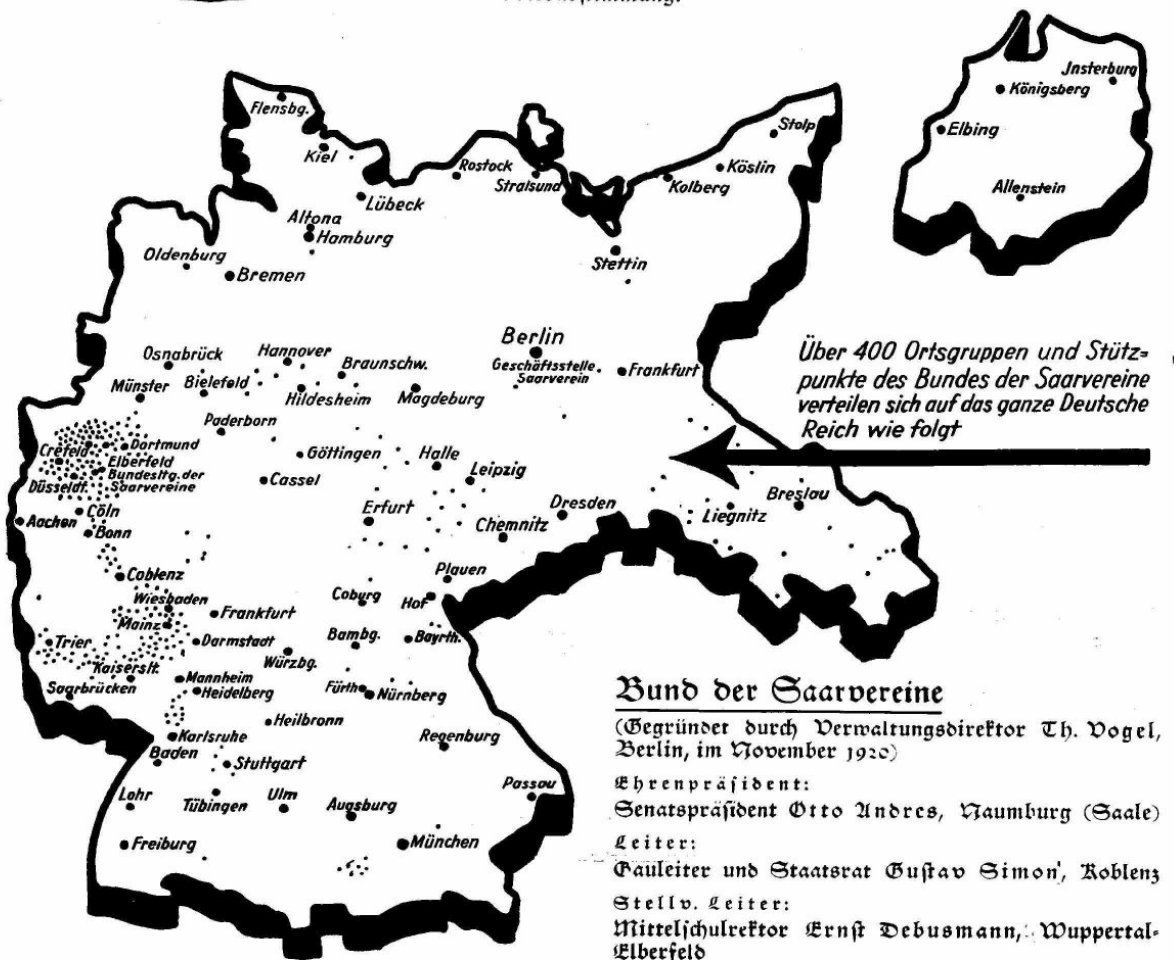 Flensbg.
Kiel
Rostock
Stralsund
Lübeck
Altona
Hamburg
Oldenburg
Bremen
Stolp
Köslin
Kolberg
Stettin
Jnsterburg
Königsberg
Elbing
Allenstein
Berlin
Geschäftsstelle.
Saarverein
Frankfurt
Osnabrück
Hannover
Braunschw.
Münster
Bielefeld
Hildesheim
Magdeburg
Paderborn
Crefeld
Dortmund
Elberfeld
Bundesltg. der
Saarvereine
Düsseldf.
Göttingen
Halle
Leipzig
Cassel
Cöln
Aachen
Bonn
Erfurt
Dresden
Chemnitz
Liegnitz
Breslau
Coblenz
Plauen
Wiesbaden
Frankfurt
Coburg
Hof
Mainz
Trier
Darmstadt
Bambg.
Bayrth.
Würzbg.
Kaiserslt.
Mannheim
Saarbrücken
Heidelberg
Fürth
Nürnberg
Heilbronn
Karlsruhe
Regenburg
Baden
Stuttgart
Passau
Lohr
Tübingen
Ulm
Augsburg
Freiburg
München
Über 400 Ortsgruppen und Stütz=
punkte des Bundes der Saarvereine
verteilen sich auf das ganze Deutsche
Reich wie folgt
Bund der Saarvereine
(Gegründet durch Verwaltungsdirektor Th. Vogel,
Berlin, im November 1920)
Ehrenpräsident:
Senatspräsident Otto Andres, Naumburg (Saale)
Leiter:
Gauleiter und Staatsrat Gustav Simon, Koblenz
Stellv. Leiter:
Mittelschulrektor Ernst Debusmann, Wuppertal-
Elberfeld